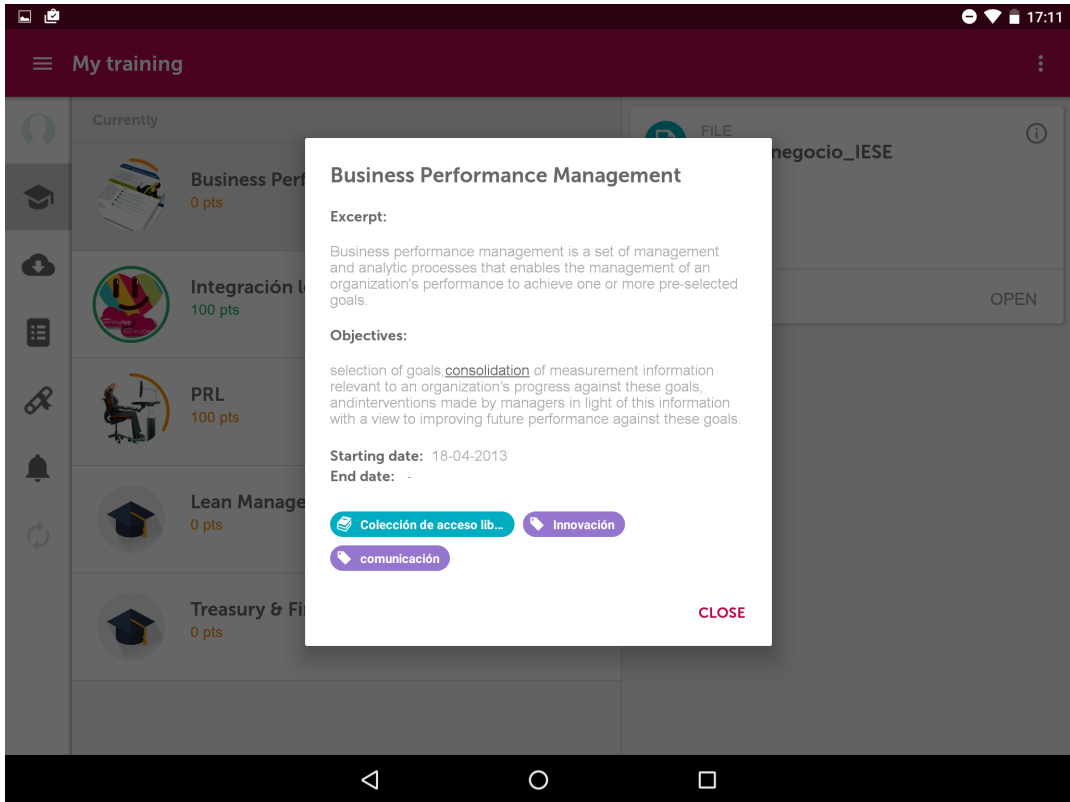 17:11
My training
Currently
Business Perf
0 pts
Integración l
100 pts
PRL
100 pts
Lean Manage
0 pts
Treasury & Fi
0 pts
FILE
negocio_IESE
OPEN
Business Performance Management
Excerpt:
Business performance management is a set of management
and analytic processes that enables the management of an
organization's performance to achieve one or more pre-selected
goals.
Objectives:
selection of goals,consolidation of measurement information
relevant to an organization's progress against these goals,
andinterventions made by managers in light of this information
with a view to improving future performance against these goals.
Starting date: 18-04-2013
End date: -
Colección de acceso lib...
Innovación
comunicación
CLOSE